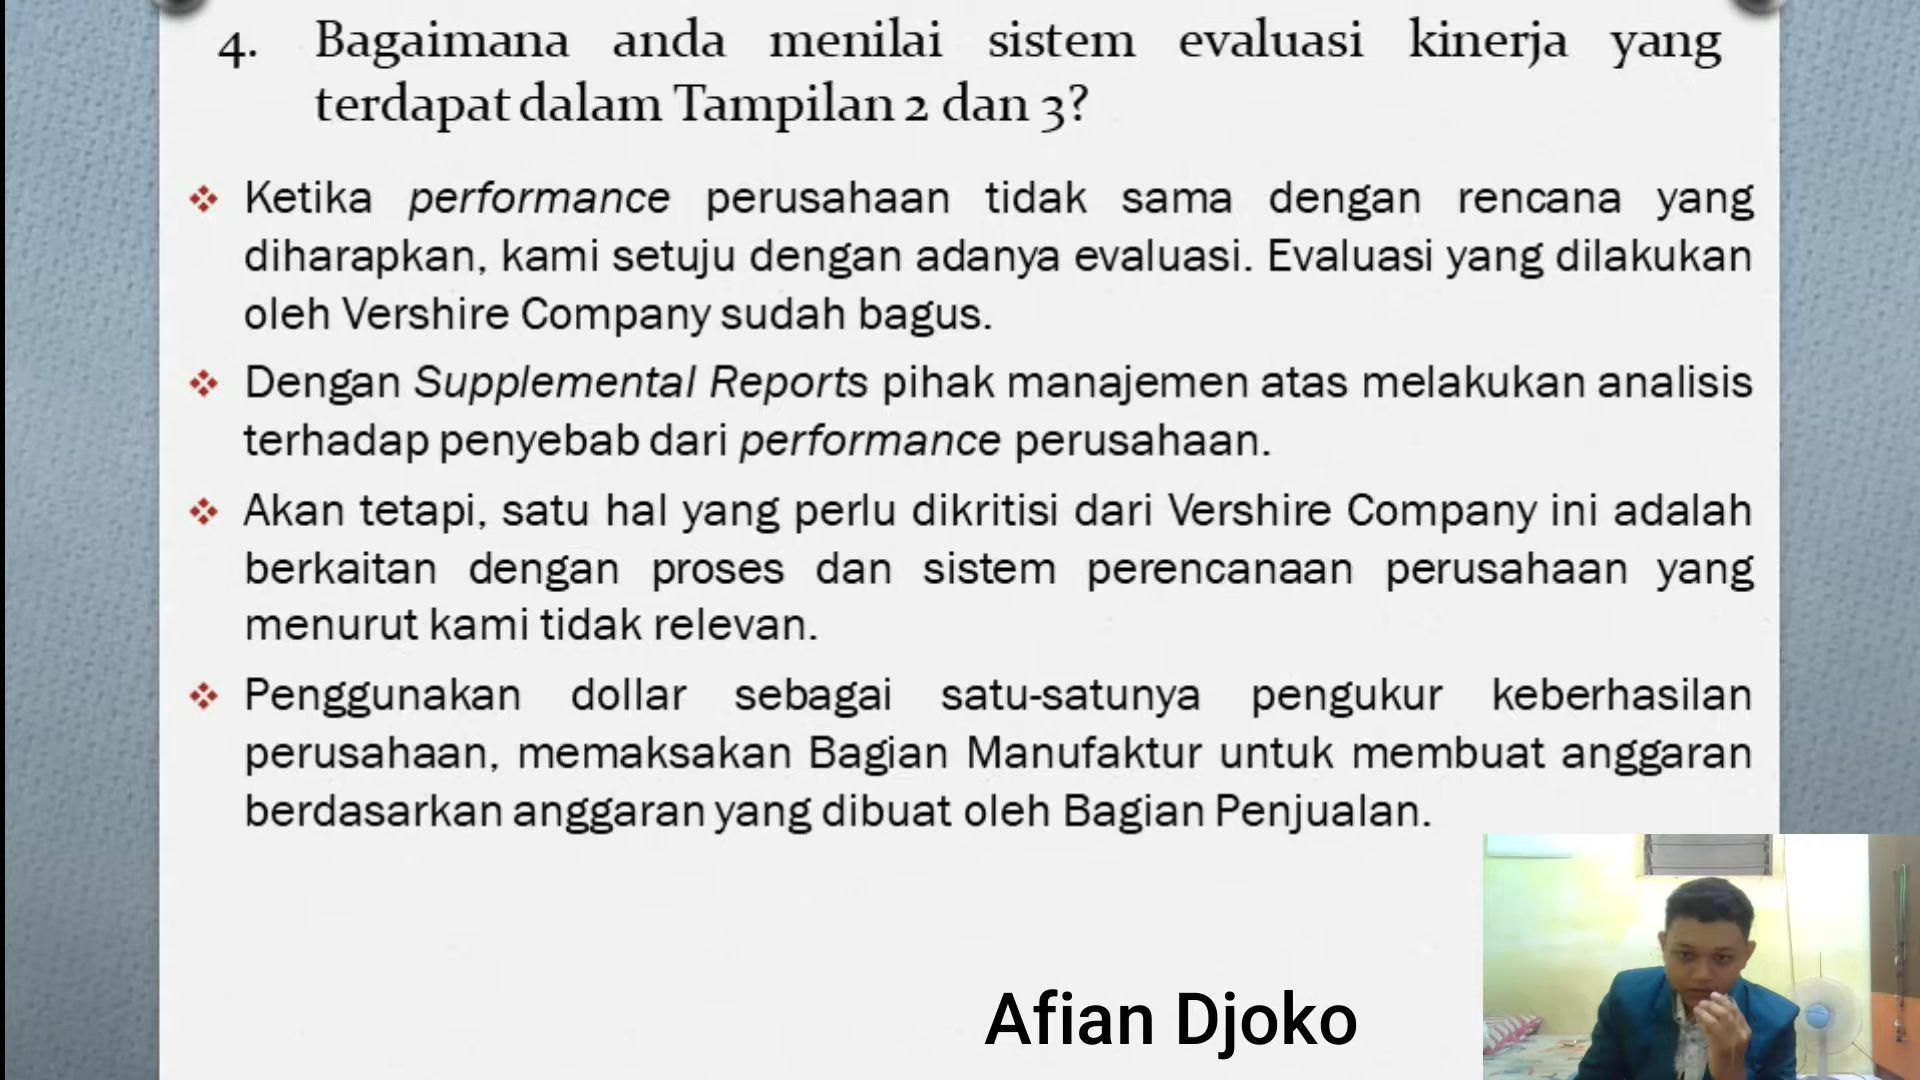 4. Bagaimana anda menilai sistem evaluasi kinerja yang
terdapat dalam Tampilan 2 dan 3?
Ketika performance perusahaan tidak sama dengan rencana yang
diharapkan, kami setuju dengan adanya evaluasi. Evaluasi yang dilakukan
oleh Vershire Company sudah bagus.
Dengan Supplemental Reports pihak manajemen atas melakukan analisis
terhadap penyebab dari performance perusahaan.
Akan tetapi, satu hal yang perlu dikritisi dari Vershire Company ini adalah
berkaitan dengan proses dan sistem perencanaan perusahaan yang
menurut kami tidak relevan.
Penggunakan dollar sebagai satu-satunya pengukur keberhasilan
perusahaan, memaksakan Bagian Manufaktur untuk membuat anggaran
berdasarkan anggaran yang dibuat oleh Bagian Penjualan.
Afian Djoko